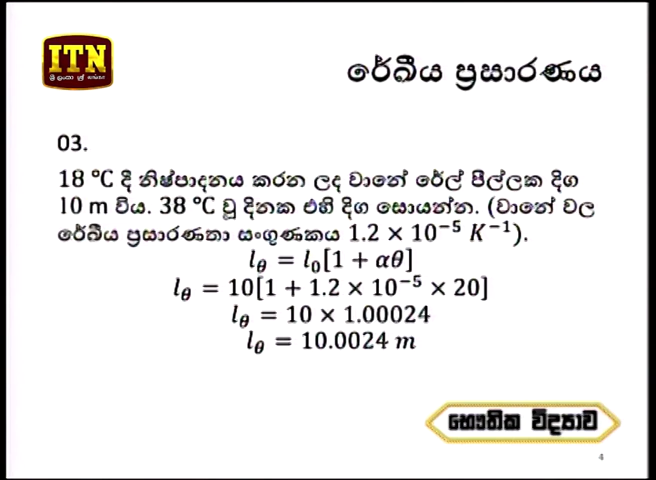 ITN
ශ්‍රී ලංකා ශ්‍රී සත්කා
රේඛීය ප්‍රසාරණය
03.
18 °C දී නිෂ්පාදනය කරන ලද වානේ රේල් පීල්ලක දිග
10 m විය. 38 °C වූ දිනක එහි දිග සොයන්න. (වානේ වල
රේඛීය ප්‍රසාරණතා සංගුණකය 1.2 × 10⁻⁵ K⁻¹).
l_θ = l₀[1 + αθ]
l_θ = 10[1 + 1.2 × 10⁻⁵ × 20]
l_θ = 10 × 1.00024
l_θ = 10.0024 m
භෞතික විද්‍යාව
4